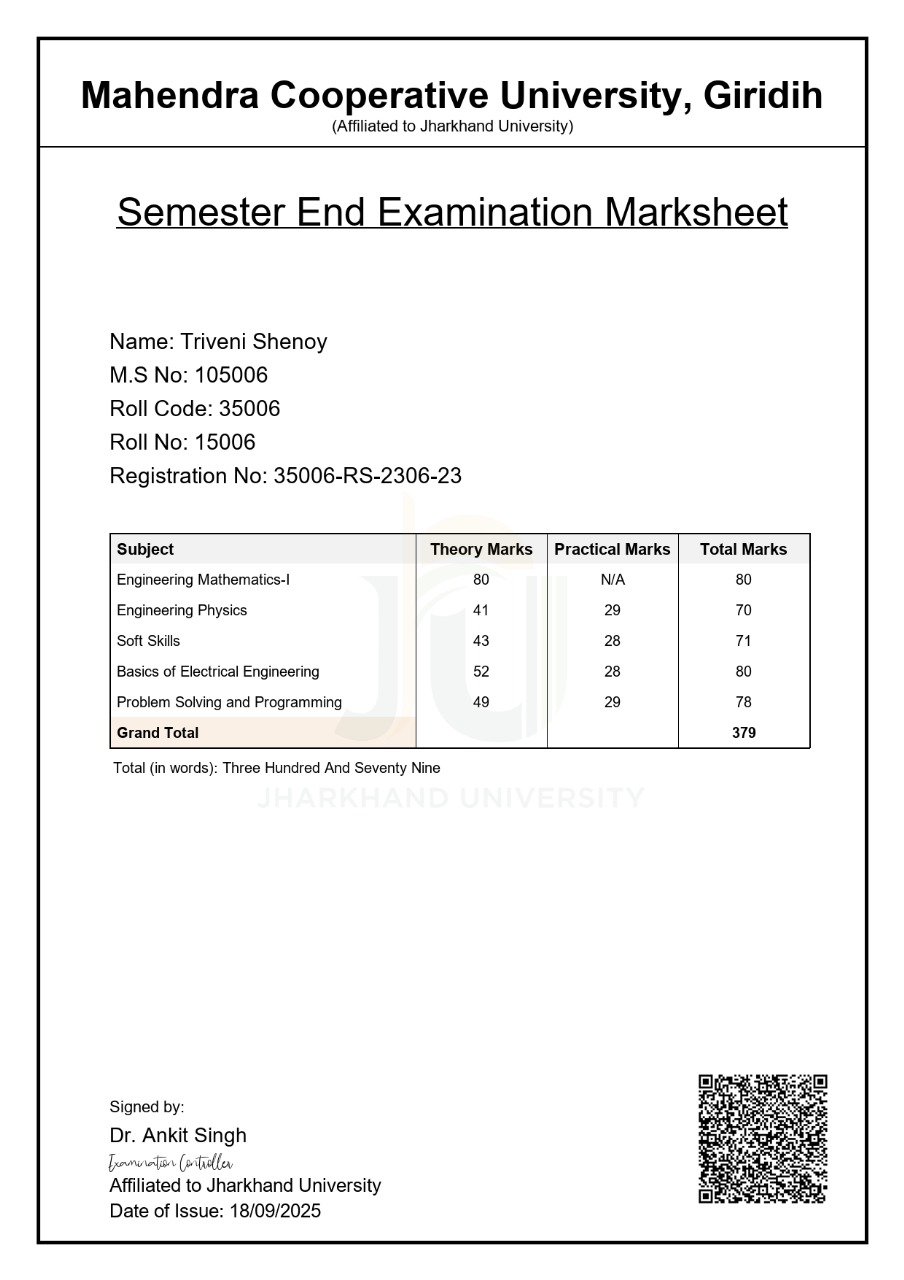 Mahendra Cooperative University, Giridih
(Affiliated to Jharkhand University)
Semester End Examination Marksheet
Name: Triveni Shenoy
M.S No: 105006
Roll Code: 35006
Roll No: 15006
Registration No: 35006-RS-2306-23
Subject Theory Marks Practical Marks Total Marks
Engineering Mathematics-I 80 N/A 80
Engineering Physics 41 29 70
Soft Skills 43 28 71
Basics of Electrical Engineering 52 28 80
Problem Solving and Programming 49 29 78
Grand Total 379
Total (in words): Three Hundred And Seventy Nine
JHARKHAND UNIVERSITY
Signed by:
Dr. Ankit Singh
Examination Controller
Affiliated to Jharkhand University
Date of Issue: 18/09/2025